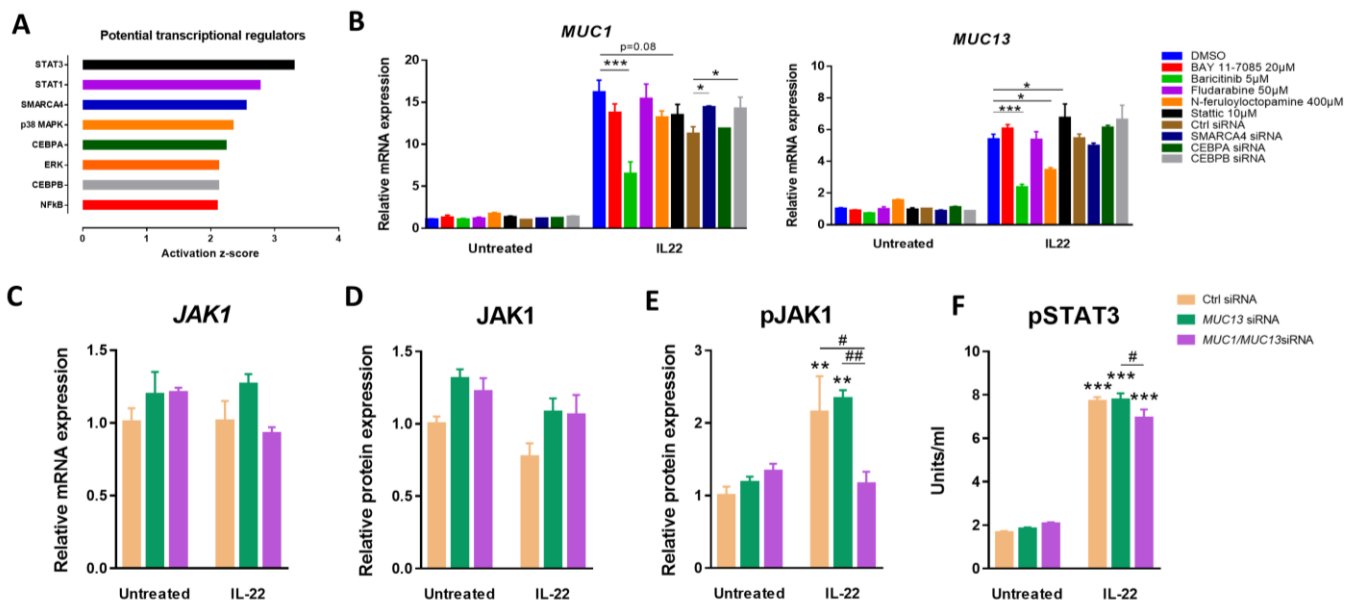 A
Potential transcriptional regulators
STAT3
STAT1
SMARCA4
p38 MAPK
CEBPA
ERK
CEBPB
NFkB
0 1 2 3 4
Activation z-score
B
MUC1
Relative mRNA expression
20
15
10
5
0
p=0.08
***
*
*
Untreated IL22
MUC13
Relative mRNA expression
10
8
6
4
2
0
*
*
***
Untreated IL22
DMSO
BAY 11-7085 20µM
Baricitinib 5µM
Fludarabine 50µM
N-feruloyloctopamine 400µM
Stattic 10µM
Ctrl siRNA
SMARCA4 siRNA
CEBPA siRNA
CEBPB siRNA
C
JAK1
Relative mRNA expression
1.5
1.0
0.5
0.0
Untreated IL-22
D
JAK1
Relative protein expression
1.5
1.0
0.5
0.0
Untreated IL-22
E
pJAK1
Relative protein expression
3
2
1
0
#
##
**
**
Untreated IL-22
F
pSTAT3
Units/ml
10
8
6
4
2
0
#
***
***
***
Untreated IL-22
Ctrl siRNA
MUC13 siRNA
MUC1/MUC13siRNA